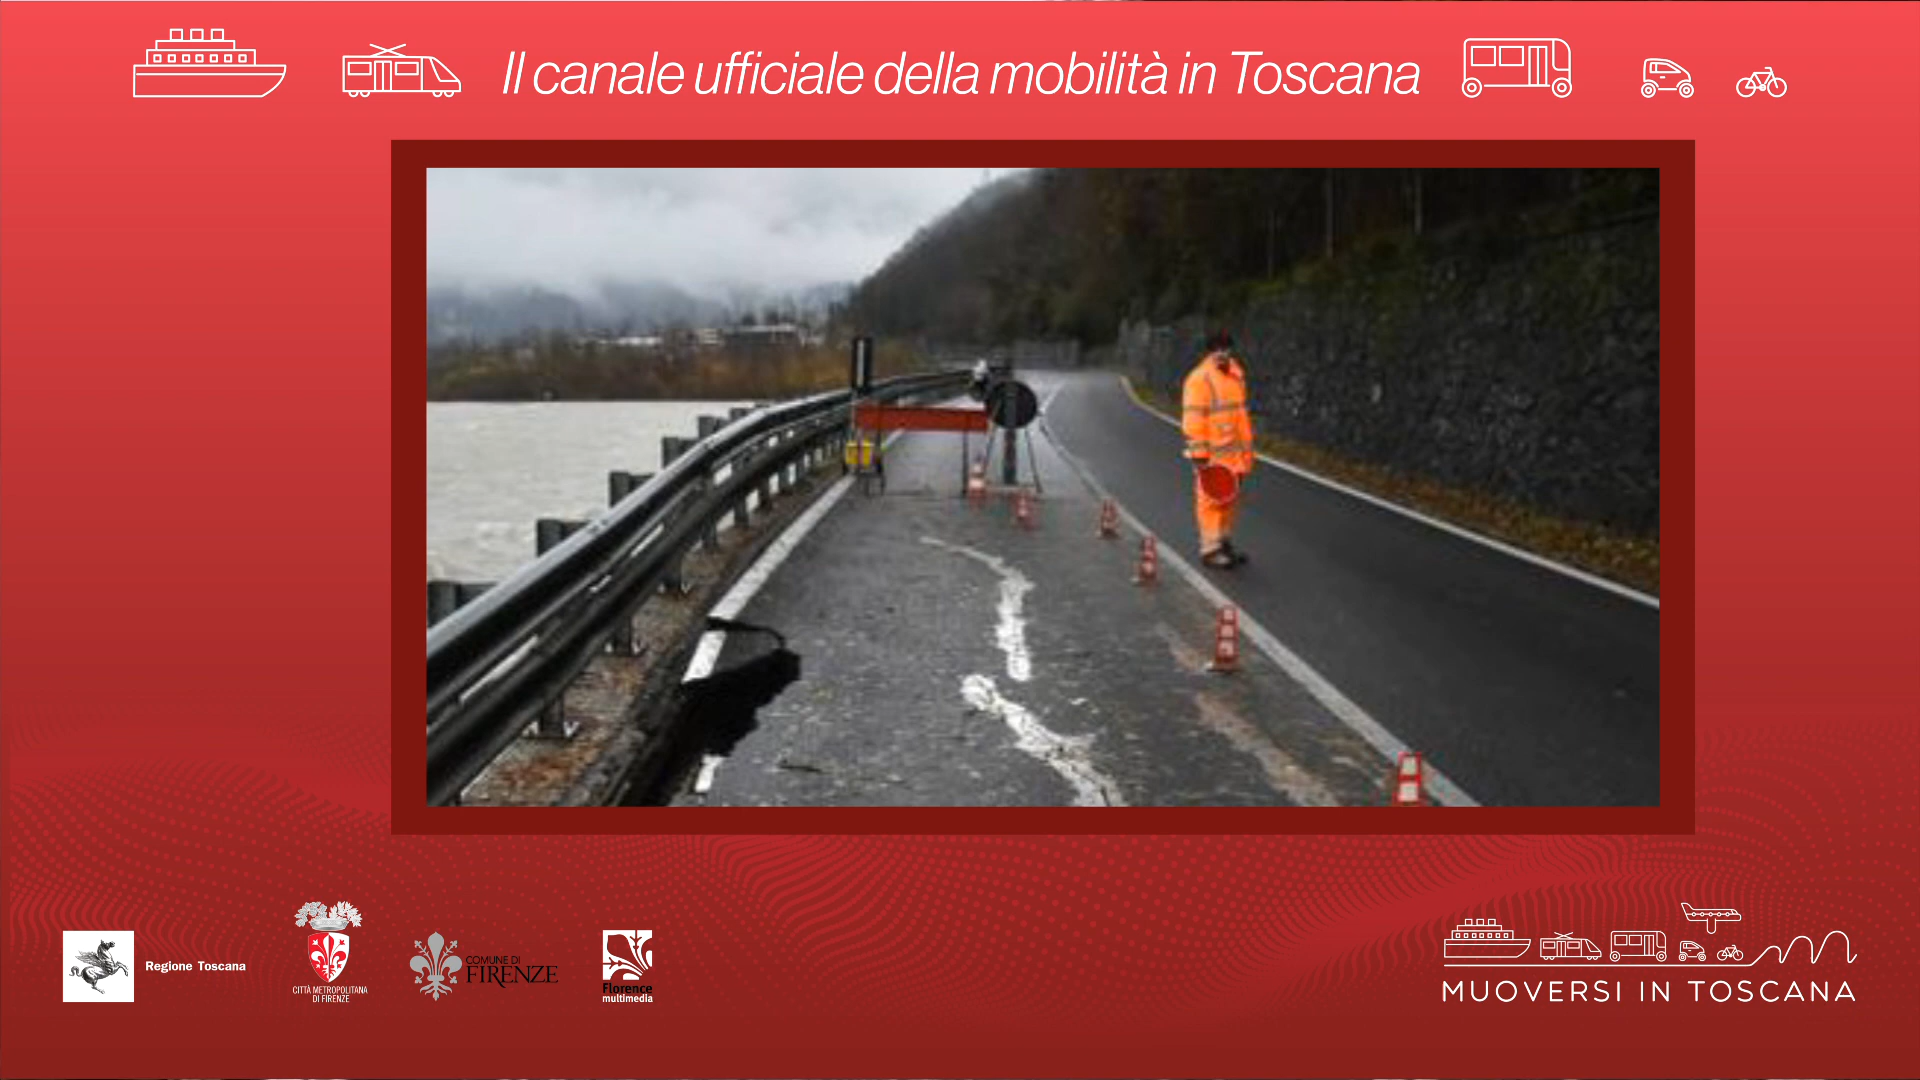 Il canale ufficiale della mobilità in Toscana
Regione Toscana
CITTÀ METROPOLITANA
DI FIRENZE
COMUNE DI
FIRENZE
Florence
multimedia
MUOVERSI IN TOSCANA